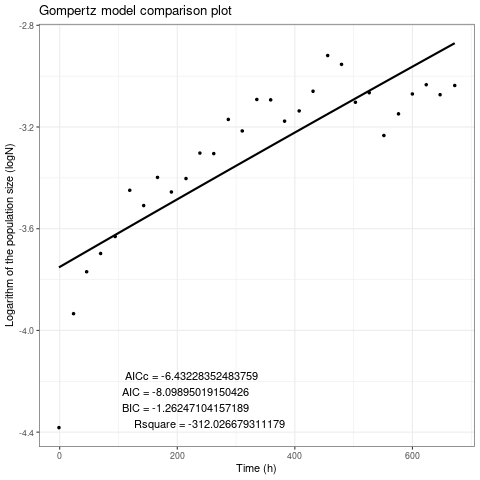 Gompertz model comparison plot
Logarithm of the population size (logN)
-2.8
-3.2
-3.6
-4.0
-4.4
AICc = -6.43228352483759
AIC = -8.09895019150426
BIC = -1.26247104157189
Rsquare = -312.026679311179
0 200 400 600
Time (h)